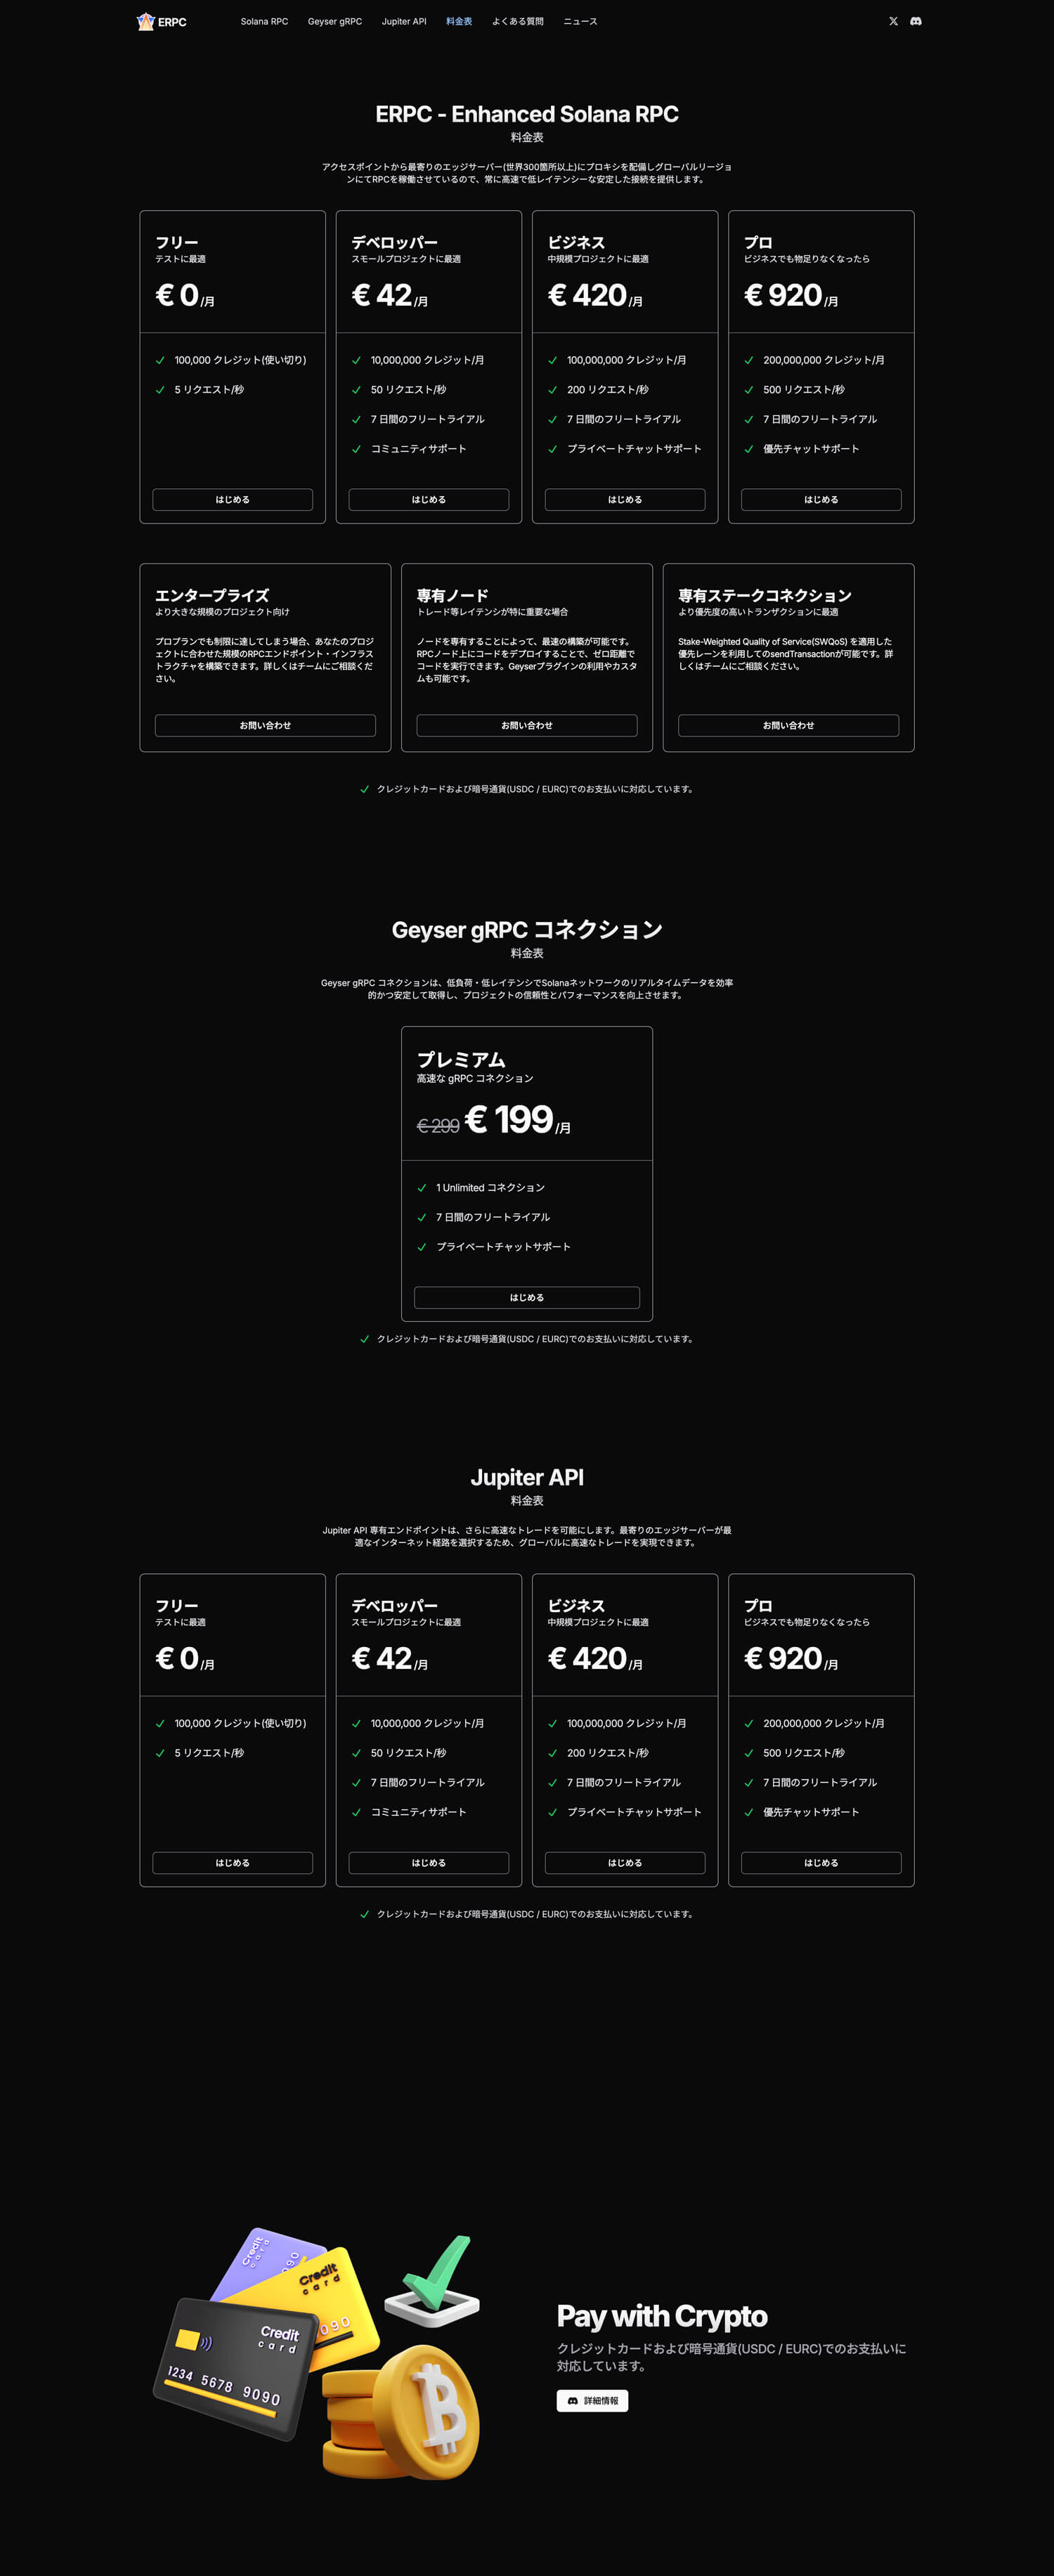 ERPC
Solana RPC
Geyser gRPC
Jupiter API
料金表
よくある質問
ニュース
ERPC - Enhanced Solana RPC
料金表
アクセスポイントから最寄りのエッジサーバー(世界300箇所以上)にプロキシを配備しグローバルリージョ
ンにてRPCを稼働させているので、常に高速で低レイテンシーな安定した接続を提供します。
フリー
テストに最適
€ 0 /月
100,000 クレジット(使い切り)
5 リクエスト/秒
はじめる
デベロッパー
スモールプロジェクトに最適
€ 42 /月
10,000,000 クレジット/月
50 リクエスト/秒
7 日間のフリートライアル
コミュニティサポート
はじめる
ビジネス
中規模プロジェクトに最適
€ 420 /月
100,000,000 クレジット/月
200 リクエスト/秒
7 日間のフリートライアル
プライベートチャットサポート
はじめる
プロ
ビジネスでも物足りなくなったら
€ 920 /月
200,000,000 クレジット/月
500 リクエスト/秒
7 日間のフリートライアル
優先チャットサポート
はじめる
エンタープライズ
より大きな規模のプロジェクト向け
プロプランでも制限に達してしまう場合、あなたのプロジ
ェクトに合わせた規模のRPCエンドポイント・インフラス
トラクチャを構築できます。詳しくはチームにご相談くだ
さい。
お問い合わせ
専有ノード
トレード等レイテンシが特に重要な場合
ノードを専有することによって、最速の構築が可能です。
RPCノード上にコードをデプロイすることで、ゼロ距離で
コードを実行できます。Geyserプラグインの利用やカスタ
ムも可能です。
お問い合わせ
専有ステークコネクション
より優先度の高いトランザクションに最適
Stake-Weighted Quality of Service(SWQoS) を適用した
優先レーンを利用してのsendTransactionが可能です。詳
しくはチームにご相談ください。
お問い合わせ
クレジットカードおよび暗号通貨(USDC / EURC)でのお支払いに対応しています。
Geyser gRPC コネクション
料金表
Geyser gRPC コネクションは、低負荷・低レイテンシでSolanaネットワークのリアルタイムデータを効率
的かつ安定して取得し、プロジェクトの信頼性とパフォーマンスを向上させます。
プレミアム
高速な gRPC コネクション
€ 299 € 199 /月
1 Unlimited コネクション
7 日間のフリートライアル
プライベートチャットサポート
はじめる
クレジットカードおよび暗号通貨(USDC / EURC)でのお支払いに対応しています。
Jupiter API
料金表
Jupiter API 専有エンドポイントは、さらに高速なトレードを可能にします。最寄りのエッジサーバーが最
適なインターネット経路を選択するため、グローバルに高速なトレードを実現できます。
フリー
テストに最適
€ 0 /月
100,000 クレジット(使い切り)
5 リクエスト/秒
はじめる
デベロッパー
スモールプロジェクトに最適
€ 42 /月
10,000,000 クレジット/月
50 リクエスト/秒
7 日間のフリートライアル
コミュニティサポート
はじめる
ビジネス
中規模プロジェクトに最適
€ 420 /月
100,000,000 クレジット/月
200 リクエスト/秒
7 日間のフリートライアル
プライベートチャットサポート
はじめる
プロ
ビジネスでも物足りなくなったら
€ 920 /月
200,000,000 クレジット/月
500 リクエスト/秒
7 日間のフリートライアル
優先チャットサポート
はじめる
クレジットカードおよび暗号通貨(USDC / EURC)でのお支払いに対応しています。
Credit
card
090
Credit
card
090
Credit
card
1234 5678 9090
Pay with Crypto
クレジットカードおよび暗号通貨(USDC / EURC)でのお支払いに
対応しています。
詳細情報